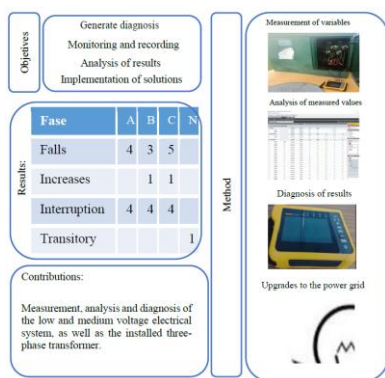 Objectives
Generate diagnosis
Monitoring and recording
Analysis of results
Implementation of solutions
Results:
Fase A B C N
Falls 4 3 5
Increases 1 1
Interruption 4 4 4
Transitory 1
Contributions:
Measurement, analysis and diagnosis of
the low and medium voltage electrical
system, as well as the installed three-
phase transformer.
Method
Measurement of variables
Analysis of measured values
Diagnosis of results
Upgrades to the power grid